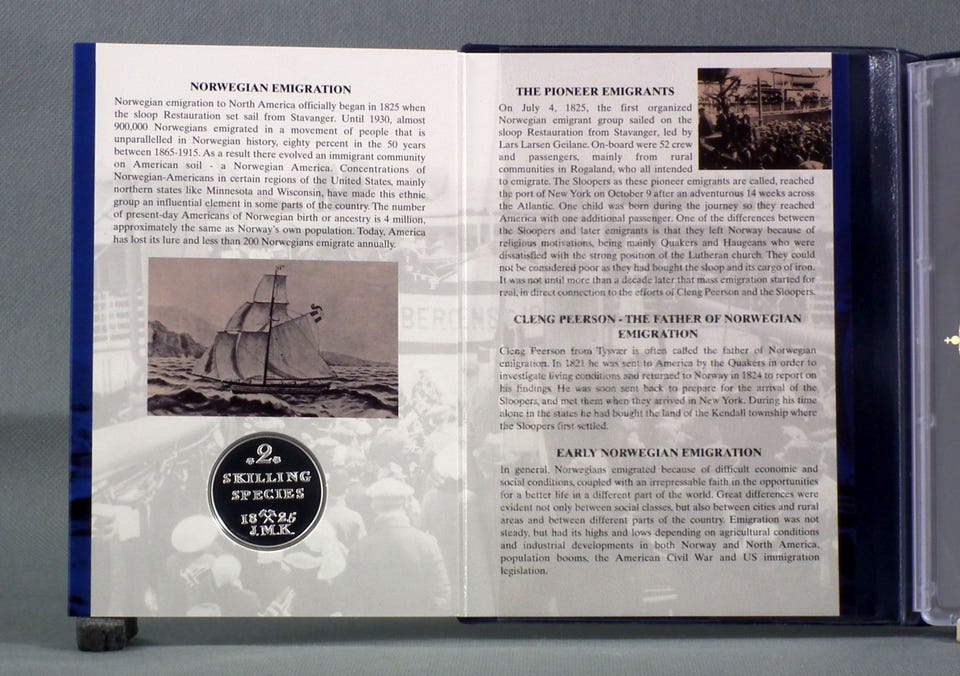 NORWEGIAN EMIGRATION
Norwegian emigration to North America officially began in 1825 when
the sloop Restauration set sail from Stavanger. Until 1930, almost
900,000 Norwegians emigrated in a movement of people that is
unparallelled in Norwegian history, eighty percent in the 50 years
between 1865-1915. As a result there evolved an immigrant community
on American soil - a Norwegian America. Concentrations of
Norwegian-Americans in certain regions of the United States, mainly
northern states like Minnesota and Wisconsin, have made this ethnic
group an influential element in some parts of the country. The number
of present-day Americans of Norwegian birth or ancestry is 4 million,
approximately the same as Norway's own population. Today, America
has lost its lure and less than 200 Norwegians emigrate annually.
2
SKILLING
SPECIES
18 25
J.M.K.
THE PIONEER EMIGRANTS
On July 4, 1825, the first organized
Norwegian emigrant group sailed on the
sloop Restauration from Stavanger, led by
Lars Larsen Geilane. On-board were 52 crew
and passengers, mainly from rural
communities in Rogaland, who all intended
to emigrate. The Sloopers as these pioneer emigrants are called, reached
the port of New York on October 9 after an adventurous 14 weeks across
the Atlantic. One child was born during the journey so they reached
America with one additional passenger. One of the differences between
the Sloopers and later emigrants is that they left Norway because of
religious motivations, being mainly Quakers and Haugeans who were
dissatisfied with the strong position of the Lutheran church. They could
not be considered poor as they had bought the sloop and its cargo of iron.
It was not until more than a decade later that mass emigration started for
real, in direct connection to the efforts of Cleng Peerson and the Sloopers.
BERGENS
CLENG PEERSON - THE FATHER OF NORWEGIAN
EMIGRATION
Cleng Peerson from Tysvær is often called the father of Norwegian
emigration. In 1821 he was sent to America by the Quakers in order to
investigate living conditions and returned to Norway in 1824 to report on
his findings. He was soon sent back to prepare for the arrival of the
Sloopers, and met them when they arrived in New York. During his time
alone in the states he had bought the land of the Kendall township where
the Sloopers first settled.
EARLY NORWEGIAN EMIGRATION
In general, Norwegians emigrated because of difficult economic and
social conditions, coupled with an irrepressable faith in the opportunities
for a better life in a different part of the world. Great differences were
evident not only between social classes, but also between cities and rural
areas and between different parts of the country. Emigration was not
steady, but had its highs and lows depending on agricultural conditions
and industrial developments in both Norway and North America,
population booms, the American Civil War and US immigration
legislation.